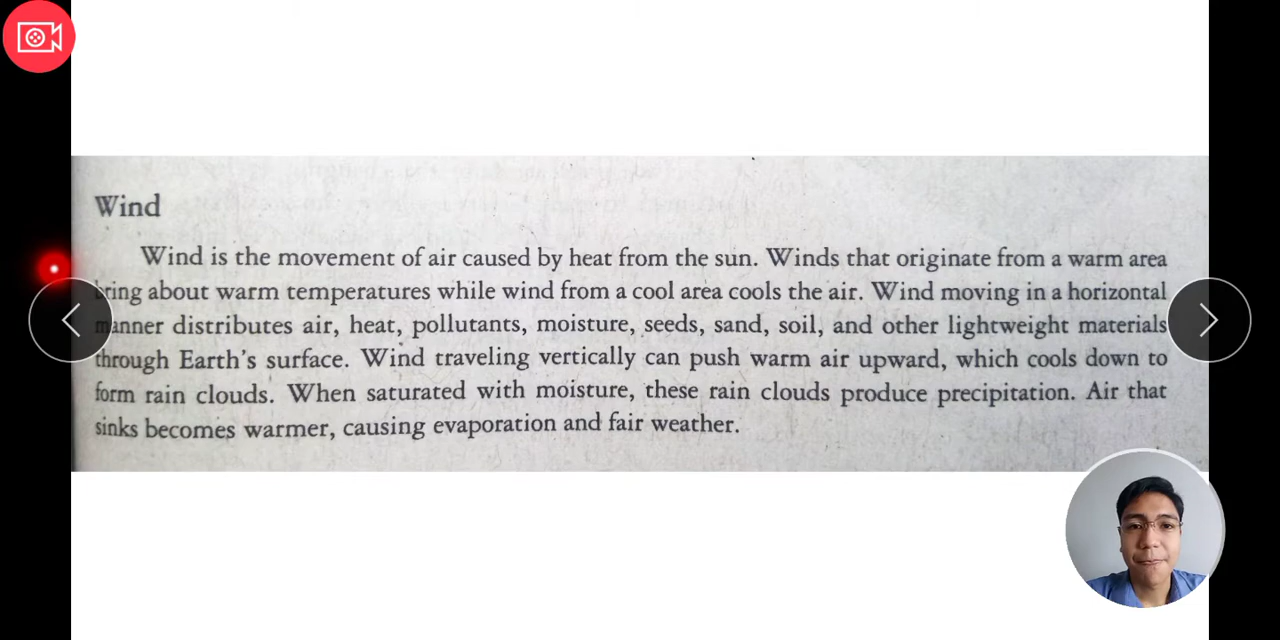 Wind
Wind is the movement of air caused by heat from the sun. Winds that originate from a warm area
bring about warm temperatures while wind from a cool area cools the air. Wind moving in a horizontal
manner distributes air, heat, pollutants, moisture, seeds, sand, soil, and other lightweight materials
through Earth's surface. Wind traveling vertically can push warm air upward, which cools down to
form rain clouds. When saturated with moisture, these rain clouds produce precipitation. Air that
sinks becomes warmer, causing evaporation and fair weather.